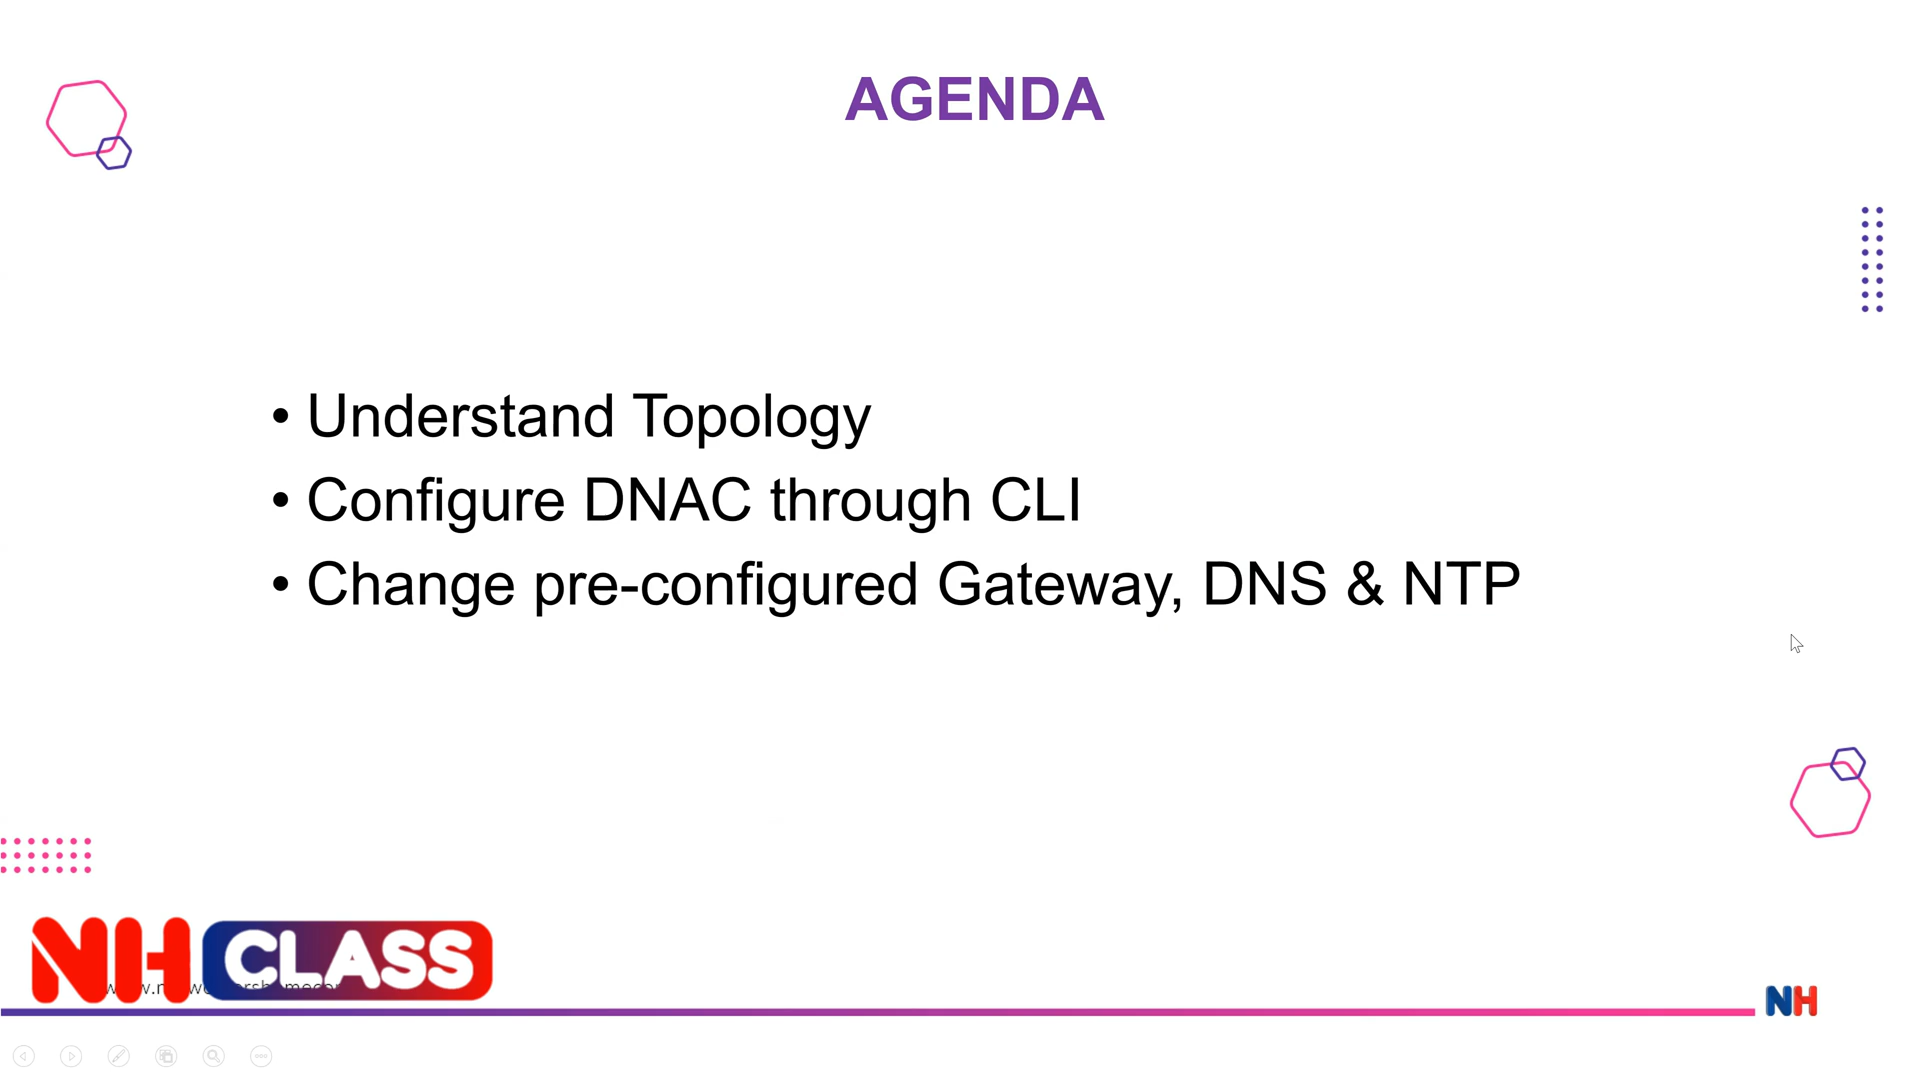 AGENDA
• Understand Topology
• Configure DNAC through CLI
• Change pre-configured Gateway, DNS & NTP
NH CLASS
NH